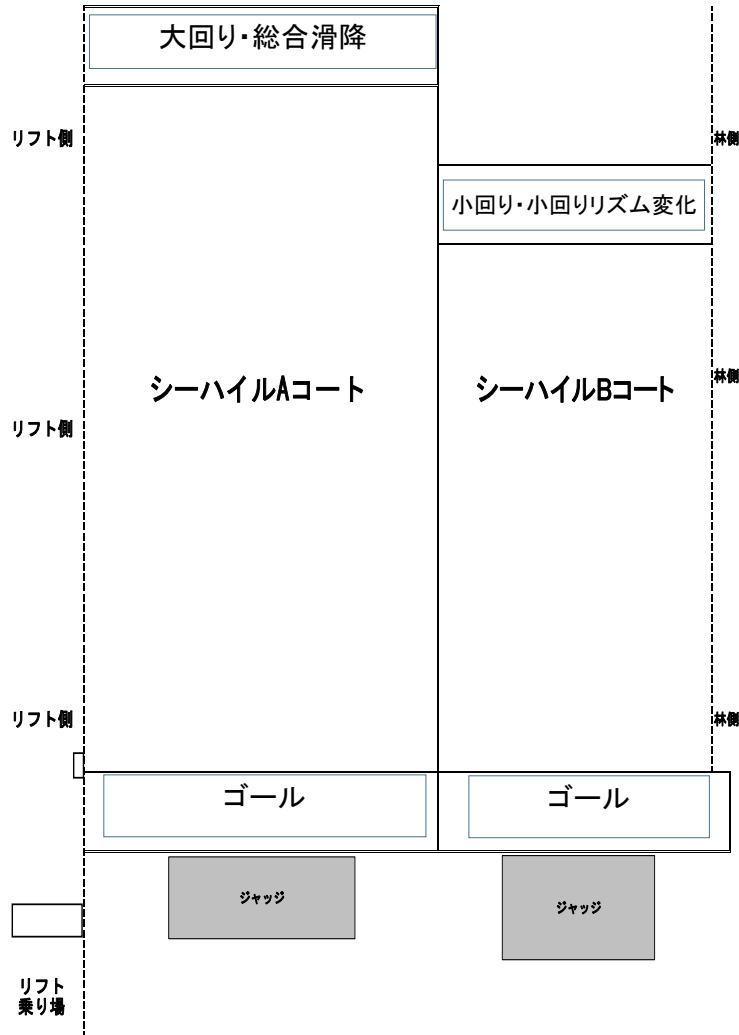 大回り・総合滑降
リフト側
林側
小回り・小回りリズム変化
シーハイルAコート
シーハイルBコート
林側
リフト側
リフト側
林側
ゴール
ゴール
ジャッジ
ジャッジ
リフト
乗り場